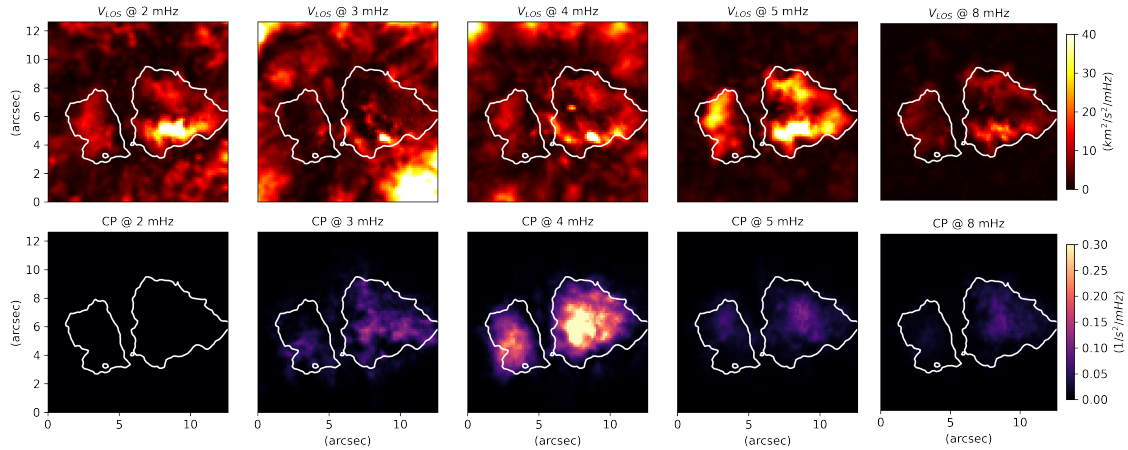 V_LOS @ 2 mHz
V_LOS @ 3 mHz
V_LOS @ 4 mHz
V_LOS @ 5 mHz
V_LOS @ 8 mHz
12
10
8
6
4
2
0
(arcsec)
40
30
20
10
0
(km²/s²/mHz)
CP @ 2 mHz
CP @ 3 mHz
CP @ 4 mHz
CP @ 5 mHz
CP @ 8 mHz
12
10
8
6
4
2
0
(arcsec)
0 5 10
0 5 10
0 5 10
0 5 10
0 5 10
(arcsec)
(arcsec)
(arcsec)
(arcsec)
(arcsec)
0.30
0.25
0.20
0.15
0.10
0.05
0.00
(1/s²/mHz)